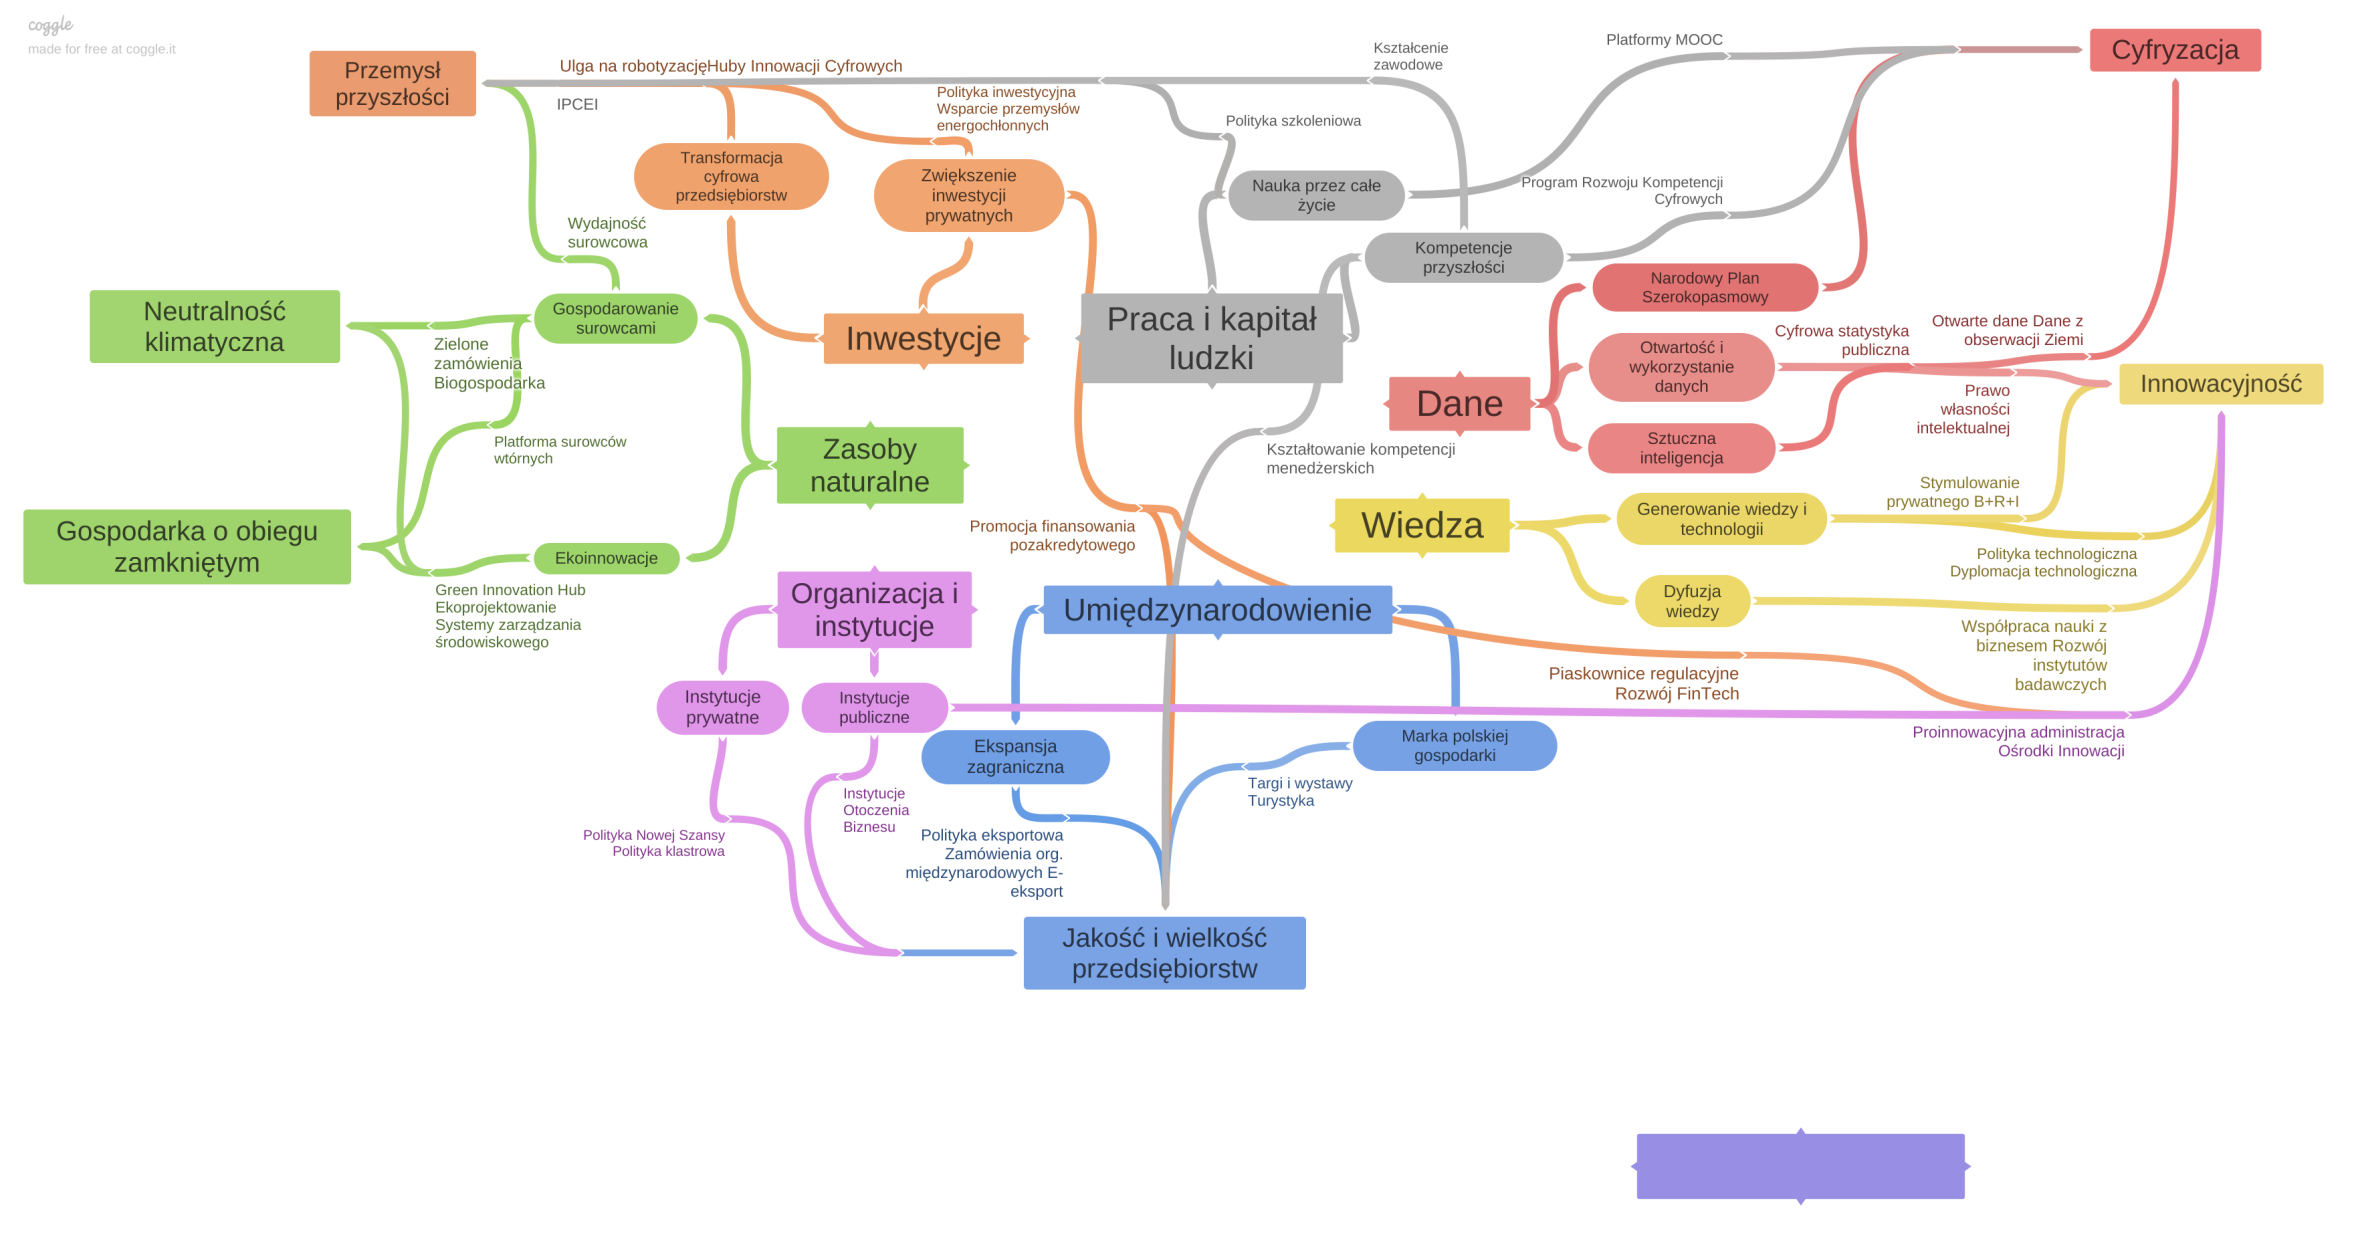 coggle
made for free at coggle.it
Przemysł
przyszłości
Ulga na robotyzacjęHuby Innowacji Cyfrowych
IPCEI
Polityka inwestycyjna
Wsparcie przemysłów
energochłonnych
Kształcenie
zawodowe
Platformy MOOC
Cyfryzacja
Polityka szkoleniowa
Transformacja
cyfrowa
przedsiębiorstw
Zwiększenie
inwestycji
prywatnych
Nauka przez całe
życie
Program Rozwoju Kompetencji
Cyfrowych
Wydajność
surowcowa
Kompetencje
przyszłości
Narodowy Plan
Szerokopasmowy
Neutralność
klimatyczna
Gospodarowanie
surowcami
Inwestycje
Praca i kapitał
ludzki
Otwartość i
wykorzystanie
danych
Cyfrowa statystyka
publiczna
Otwarte dane Dane z
obserwacji Ziemi
Zielone
zamówienia
Biogospodarka
Dane
Prawo
własności
intelektualnej
Innowacyjność
Platforma surowców
wtórnych
Zasoby
naturalne
Kształtowanie kompetencji
menedżerskich
Sztuczna
inteligencja
Stymulowanie
prywatnego B+R+I
Gospodarka o obiegu
zamkniętym
Ekoinnowacje
Promocja finansowania
pozakredytowego
Wiedza
Generowanie wiedzy i
technologii
Polityka technologiczna
Dyplomacja technologiczna
Green Innovation Hub
Ekoprojektowanie
Systemy zarządzania
środowiskowego
Organizacja i
instytucje
Umiędzynarodowienie
Dyfuzja
wiedzy
Współpraca nauki z
biznesem Rozwój
instytutów
badawczych
Instytucje
prywatne
Instytucje
publiczne
Piaskownice regulacyjne
Rozwój FinTech
Proinnowacyjna administracja
Ośrodki Innowacji
Ekspansja
zagraniczna
Marka polskiej
gospodarki
Instytucje
Otoczenia
Biznesu
Targi i wystawy
Turystyka
Polityka Nowej Szansy
Polityka klastrowa
Polityka eksportowa
Zamówienia org.
międzynarodowych E-
eksport
Jakość i wielkość
przedsiębiorstw